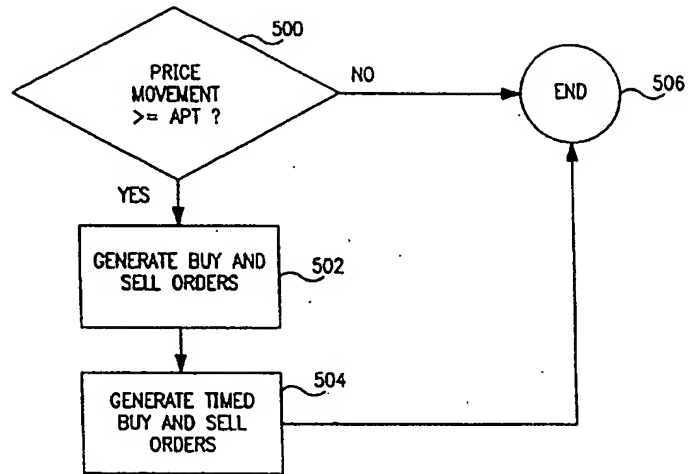 500
PRICE
MOVEMENT
>= APT ?
NO
END
506
YES
GENERATE BUY AND
SELL ORDERS
502
504
GENERATE TIMED
BUY AND SELL
ORDERS